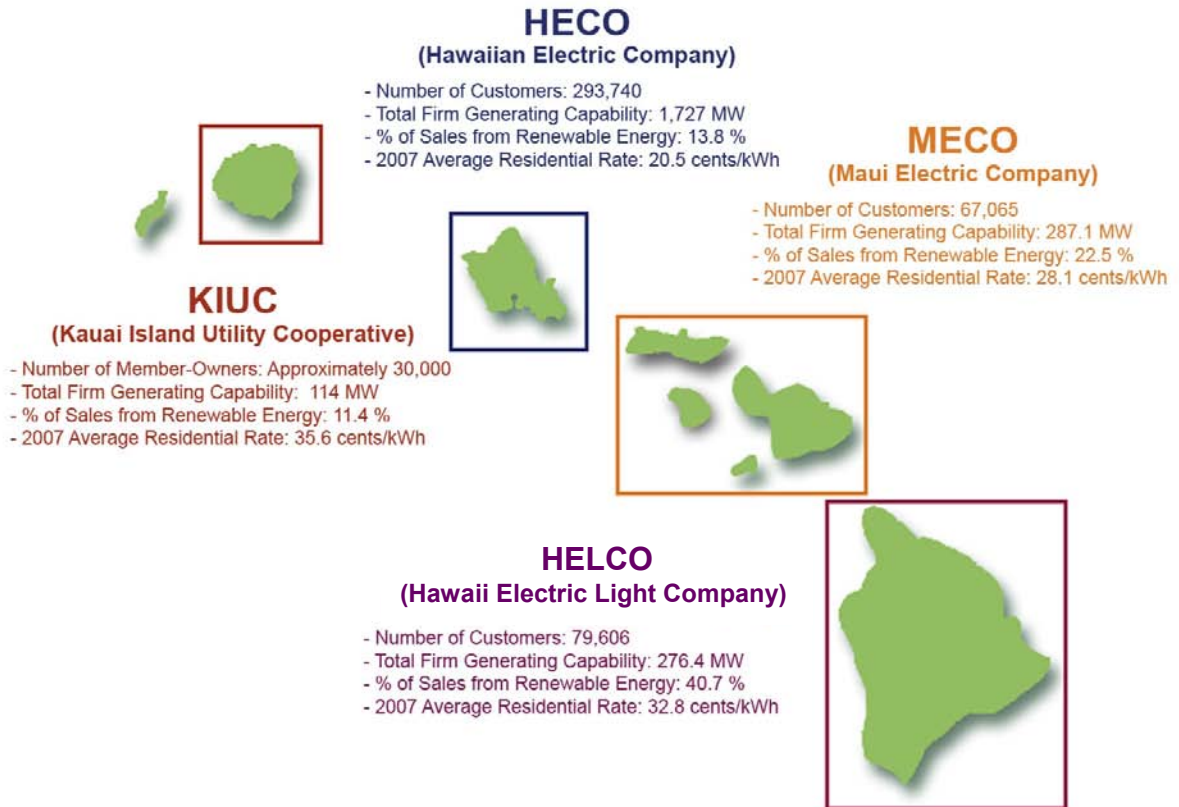 HECO
(Hawaiian Electric Company)
- Number of Customers: 293,740
- Total Firm Generating Capability: 1,727 MW
- % of Sales from Renewable Energy: 13.8 %
- 2007 Average Residential Rate: 20.5 cents/kWh
MECO
(Maui Electric Company)
- Number of Customers: 67,065
- Total Firm Generating Capability: 287.1 MW
- % of Sales from Renewable Energy: 22.5 %
- 2007 Average Residential Rate: 28.1 cents/kWh
KIUC
(Kauai Island Utility Cooperative)
- Number of Member-Owners: Approximately 30,000
- Total Firm Generating Capability: 114 MW
- % of Sales from Renewable Energy: 11.4 %
- 2007 Average Residential Rate: 35.6 cents/kWh
HELCO
(Hawaii Electric Light Company)
- Number of Customers: 79,606
- Total Firm Generating Capability: 276.4 MW
- % of Sales from Renewable Energy: 40.7 %
- 2007 Average Residential Rate: 32.8 cents/kWh